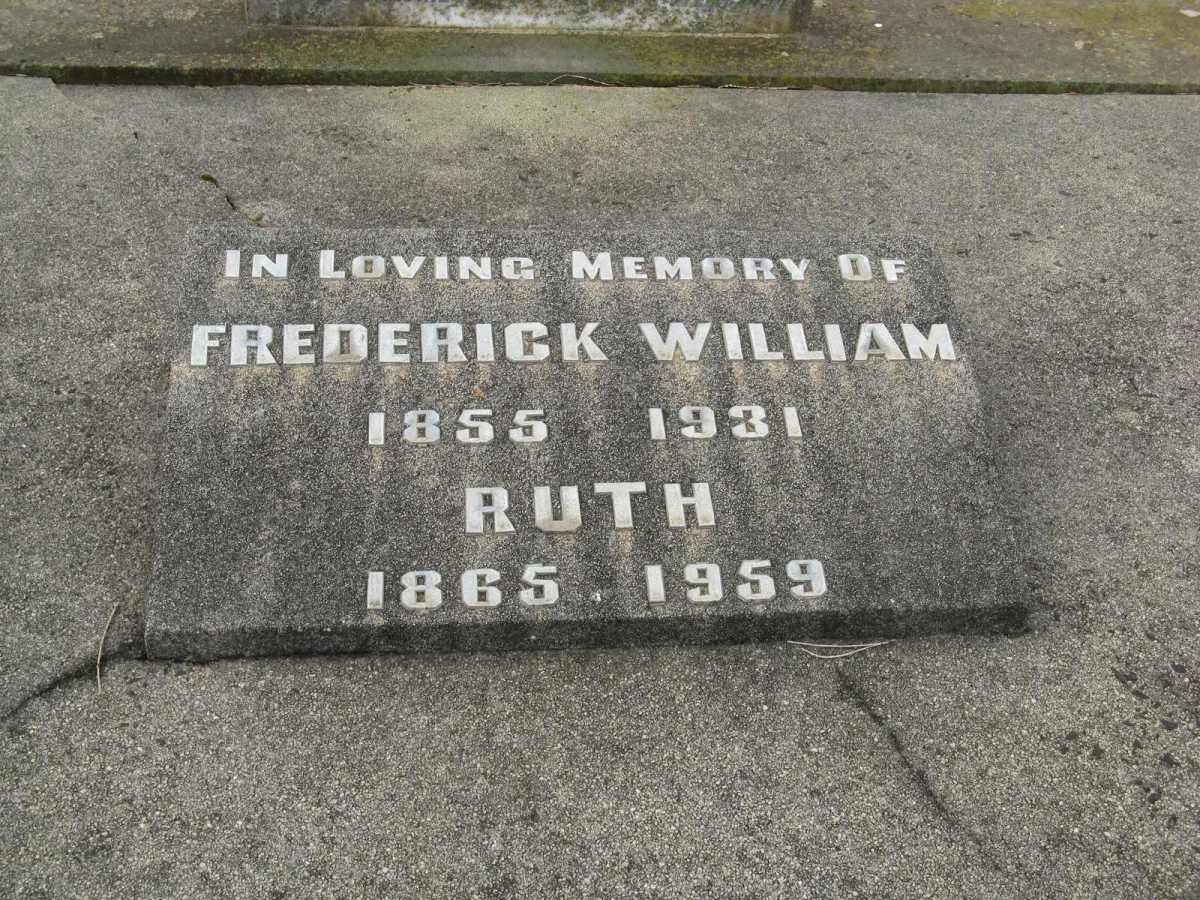 IN LOVING MEMORY OF
FREDERICK WILLIAM
1855 1931
RUTH
1865 1959